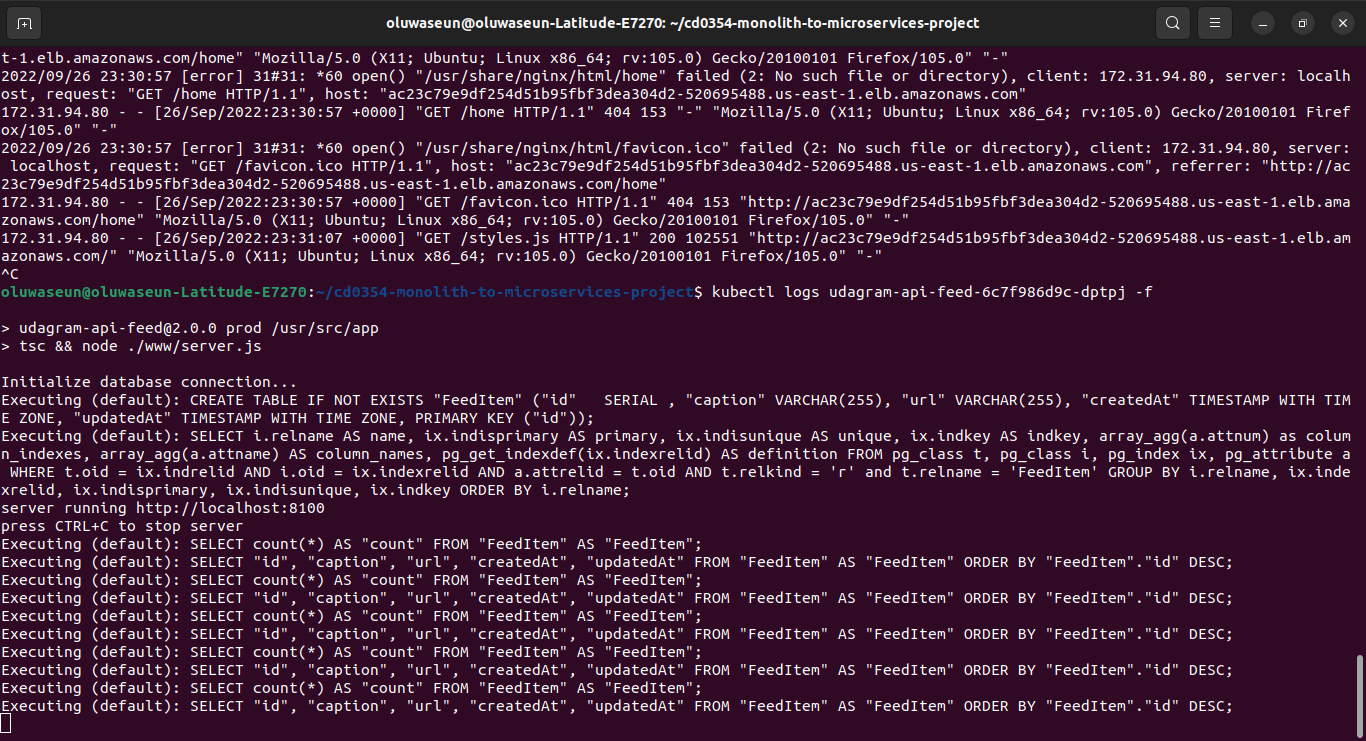 oluwaseun@oluwaseun-Latitude-E7270: ~/cd0354-monolith-to-microservices-project
t-1.elb.amazonaws.com/home" "Mozilla/5.0 (X11; Ubuntu; Linux x86_64; rv:105.0) Gecko/20100101 Firefox/105.0" "-"
2022/09/26 23:30:57 [error] 31#31: *60 open() "/usr/share/nginx/html/home" failed (2: No such file or directory), client: 172.31.94.80, server: localh
ost, request: "GET /home HTTP/1.1", host: "ac23c79e9df254d51b95fbf3dea304d2-520695488.us-east-1.elb.amazonaws.com"
172.31.94.80 - - [26/Sep/2022:23:30:57 +0000] "GET /home HTTP/1.1" 404 153 "-" "Mozilla/5.0 (X11; Ubuntu; Linux x86_64; rv:105.0) Gecko/20100101 Firef
ox/105.0" "-"
2022/09/26 23:30:57 [error] 31#31: *60 open() "/usr/share/nginx/html/favicon.ico" failed (2: No such file or directory), client: 172.31.94.80, server:
 localhost, request: "GET /favicon.ico HTTP/1.1", host: "ac23c79e9df254d51b95fbf3dea304d2-520695488.us-east-1.elb.amazonaws.com", referrer: "http://ac
23c79e9df254d51b95fbf3dea304d2-520695488.us-east-1.elb.amazonaws.com/home"
172.31.94.80 - - [26/Sep/2022:23:30:57 +0000] "GET /favicon.ico HTTP/1.1" 404 153 "http://ac23c79e9df254d51b95fbf3dea304d2-520695488.us-east-1.elb.ama
zonaws.com/home" "Mozilla/5.0 (X11; Ubuntu; Linux x86_64; rv:105.0) Gecko/20100101 Firefox/105.0" "-"
172.31.94.80 - - [26/Sep/2022:23:31:07 +0000] "GET /styles.js HTTP/1.1" 200 102551 "http://ac23c79e9df254d51b95fbf3dea304d2-520695488.us-east-1.elb.am
azonaws.com/" "Mozilla/5.0 (X11; Ubuntu; Linux x86_64; rv:105.0) Gecko/20100101 Firefox/105.0" "-"
^C
oluwaseun@oluwaseun-Latitude-E7270:~/cd0354-monolith-to-microservices-project$ kubectl logs udagram-api-feed-6c7f986d9c-dptpj -f
> udagram-api-feed@2.0.0 prod /usr/src/app
> tsc && node ./www/server.js
Initialize database connection...
Executing (default): CREATE TABLE IF NOT EXISTS "FeedItem" ("id"   SERIAL , "caption" VARCHAR(255), "url" VARCHAR(255), "createdAt" TIMESTAMP WITH TIM
E ZONE, "updatedAt" TIMESTAMP WITH TIME ZONE, PRIMARY KEY ("id"));
Executing (default): SELECT i.relname AS name, ix.indisprimary AS primary, ix.indisunique AS unique, ix.indkey AS indkey, array_agg(a.attnum) as colum
n_indexes, array_agg(a.attname) AS column_names, pg_get_indexdef(ix.indexrelid) AS definition FROM pg_class t, pg_class i, pg_index ix, pg_attribute a
 WHERE t.oid = ix.indrelid AND i.oid = ix.indexrelid AND a.attrelid = t.oid AND t.relkind = 'r' and t.relname = 'FeedItem' GROUP BY i.relname, ix.inde
xrelid, ix.indisprimary, ix.indisunique, ix.indkey ORDER BY i.relname;
server running http://localhost:8100
press CTRL+C to stop server
Executing (default): SELECT count(*) AS "count" FROM "FeedItem" AS "FeedItem";
Executing (default): SELECT "id", "caption", "url", "createdAt", "updatedAt" FROM "FeedItem" AS "FeedItem" ORDER BY "FeedItem"."id" DESC;
Executing (default): SELECT count(*) AS "count" FROM "FeedItem" AS "FeedItem";
Executing (default): SELECT "id", "caption", "url", "createdAt", "updatedAt" FROM "FeedItem" AS "FeedItem" ORDER BY "FeedItem"."id" DESC;
Executing (default): SELECT count(*) AS "count" FROM "FeedItem" AS "FeedItem";
Executing (default): SELECT "id", "caption", "url", "createdAt", "updatedAt" FROM "FeedItem" AS "FeedItem" ORDER BY "FeedItem"."id" DESC;
Executing (default): SELECT count(*) AS "count" FROM "FeedItem" AS "FeedItem";
Executing (default): SELECT "id", "caption", "url", "createdAt", "updatedAt" FROM "FeedItem" AS "FeedItem" ORDER BY "FeedItem"."id" DESC;
Executing (default): SELECT count(*) AS "count" FROM "FeedItem" AS "FeedItem";
Executing (default): SELECT "id", "caption", "url", "createdAt", "updatedAt" FROM "FeedItem" AS "FeedItem" ORDER BY "FeedItem"."id" DESC;